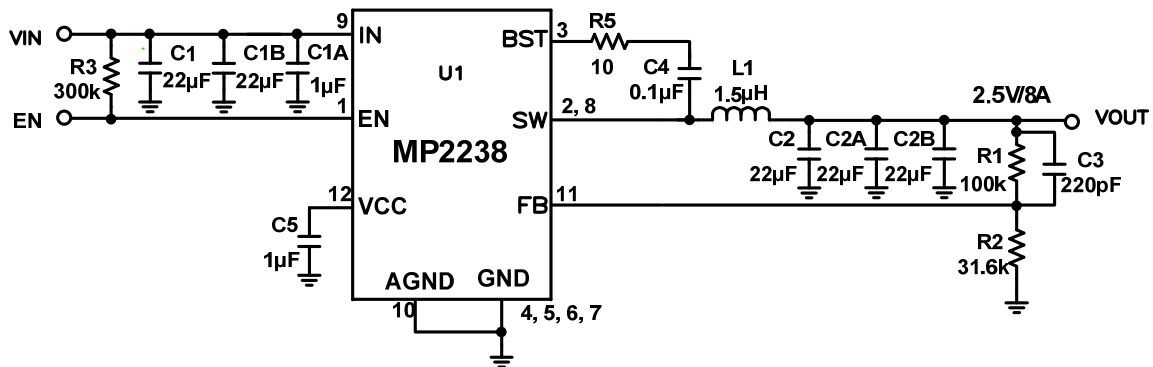 VIN
R3
300k
EN
C1
22µF
C1B
22µF
C1A
1µF
9
IN
1
EN
U1
MP2238
12
VCC
C5
1µF
AGND
10
GND
4, 5, 6, 7
BST
3
R5
10
C4
0.1µF
SW
2, 8
L1
1.5µH
FB
11
C2
22µF
C2A
22µF
C2B
22µF
2.5V/8A
VOUT
R1
100k
C3
220pF
R2
31.6k